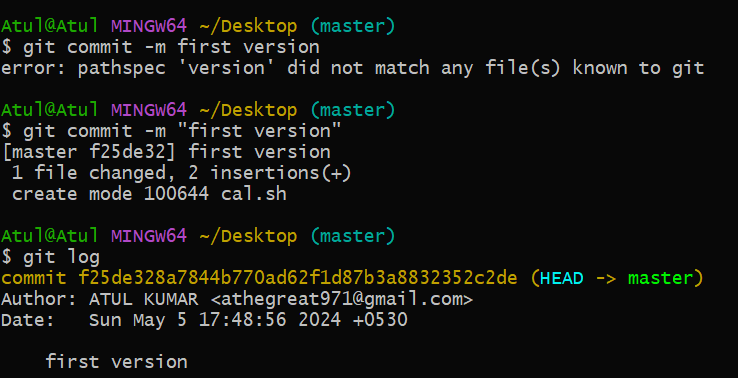 Atul@Atul MINGW64 ~/Desktop (master)
$ git commit -m first version
error: pathspec 'version' did not match any file(s) known to git
Atul@Atul MINGW64 ~/Desktop (master)
$ git commit -m "first version"
[master f25de32] first version
 1 file changed, 2 insertions(+)
 create mode 100644 cal.sh
Atul@Atul MINGW64 ~/Desktop (master)
$ git log
commit f25de328a7844b770ad62f1d87b3a8832352c2de (HEAD -> master)
Author: ATUL KUMAR <athegreat971@gmail.com>
Date:   Sun May 5 17:48:56 2024 +0530
    first version